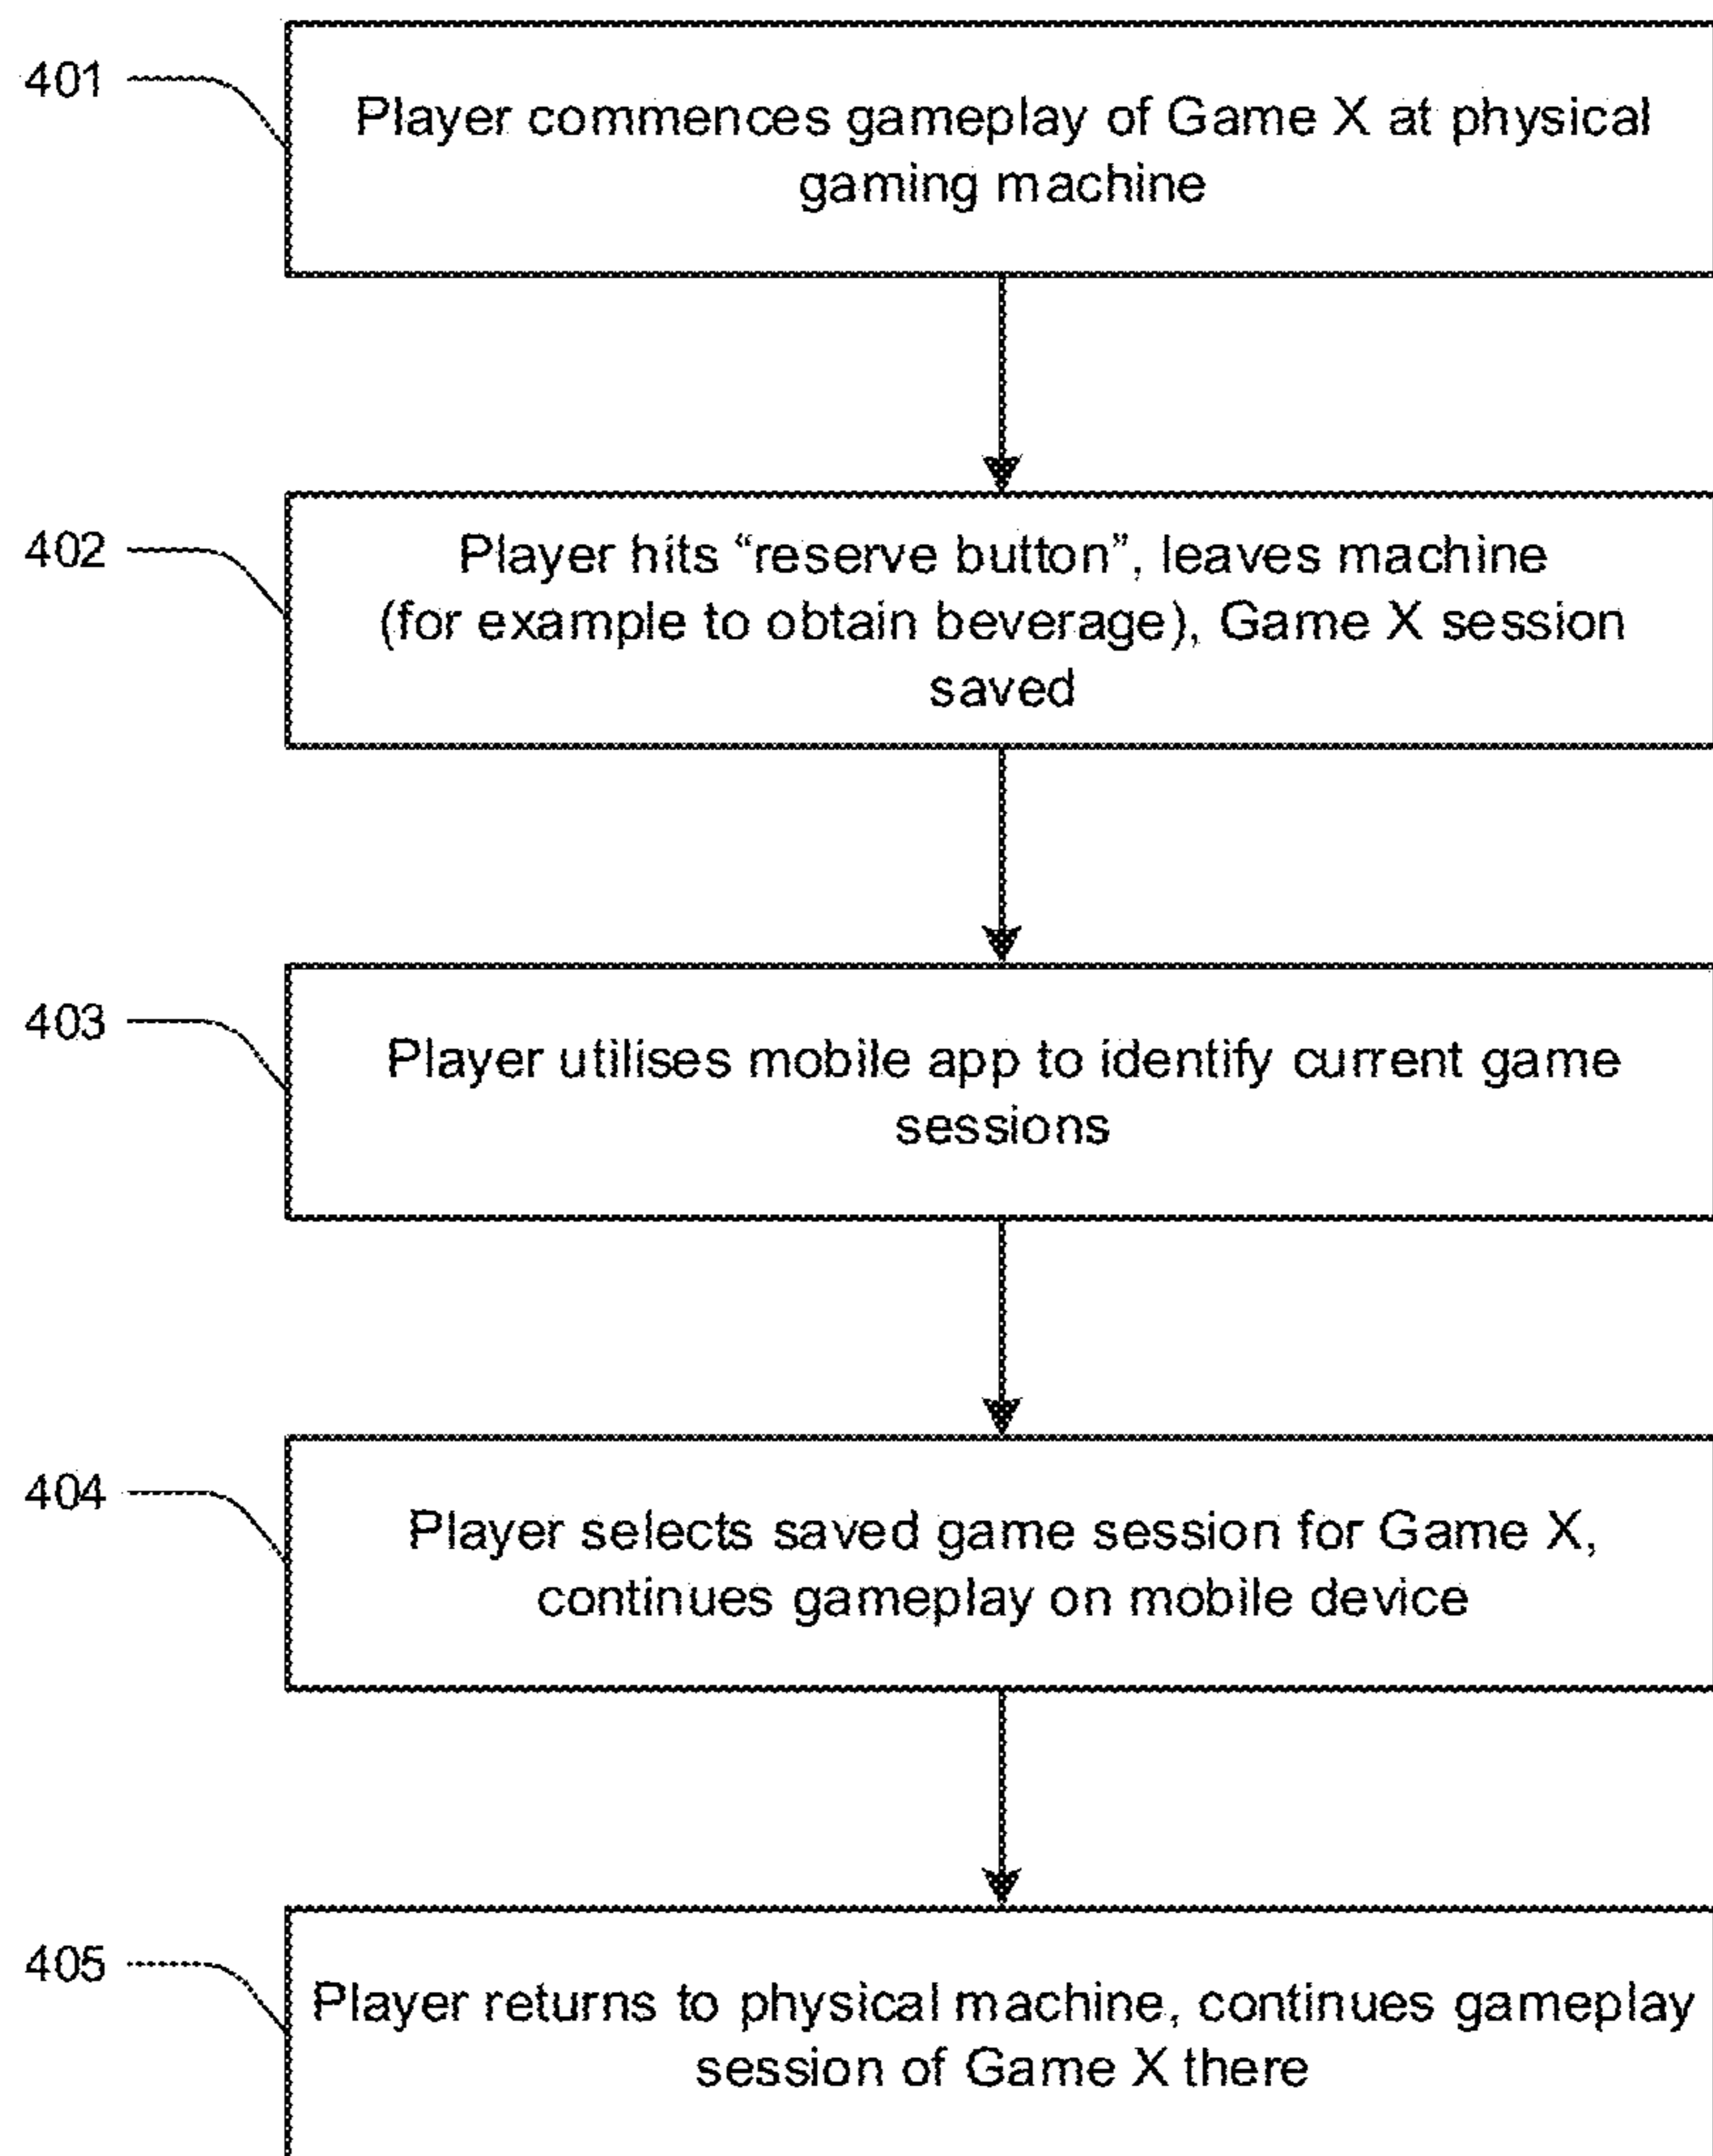 401
Player commences gameplay of Game X at physical
gaming machine
402
Player hits “reserve button”, leaves machine
(for example to obtain beverage), Game X session
saved
403
Player utilises mobile app to identify current game
sessions
404
Player selects saved game session for Game X,
continues gameplay on mobile device
405
Player returns to physical machine, continues gameplay
session of Game X there